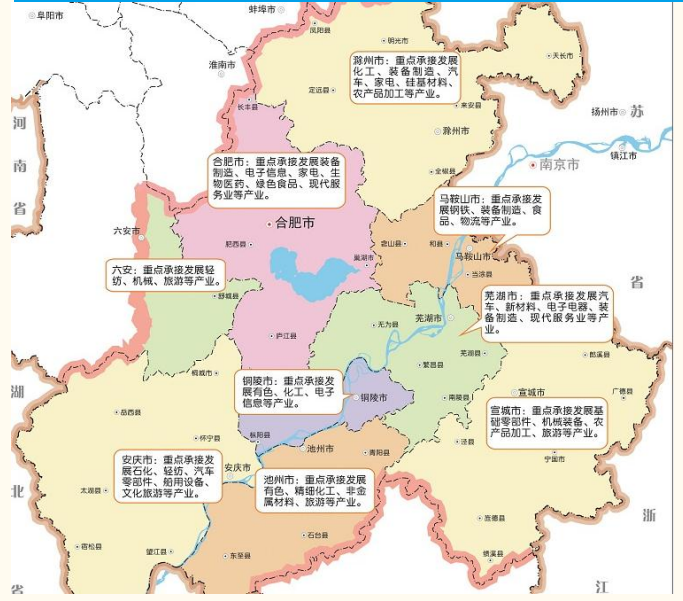 阜阳市
蚌埠市
凤阳县
明光市
天长市
淮南市
滁州市：重点承接发展
化工、装备制造、汽
车、家电、硅基材料、
农产品加工等产业。
定远县
长丰县
来安县
扬州市
苏
滁州市
河
南
省
镇江市
合肥市：重点承接发展装备
制造、电子信息、家电、生
物医药、绿色食品、现代服
务业等产业。
全椒县
南京市
马鞍山市：重点承接发
展钢铁、装备制造、食
品、物流等产业。
六安市
合肥市
肥西县
含山县
和县
巢湖市
马鞍山市
当涂县
六安：重点承接发展轻
纺、机械、旅游等产业。
省
舒城县
芜湖市：重点承接发展汽
车、新材料、电子电器、装
备制造、现代服务业等产
业。
芜湖市
无为县
庐江县
芜湖县
郎溪县
繁昌县
桐城市
铜陵市：重点承接发
展有色、化工、电子
信息等产业。
湖
铜陵市
南陵县
宣城市
广德县
宣城市：重点承接发展基
础零部件、机械装备、农
产品加工、旅游等产业。
岳西县
怀宁县
枞阳县
泾县
池州市
青阳县
宁国市
安庆市：重点承接发
展石化、轻纺、汽车
零部件、船用设备、
文化旅游等产业。
安庆市
池州市：重点承接发展
有色、精细化工、非金
属材料、旅游等产业。
北
太湖县
旌德县
浙
石台县
宿松县
望江县
东至县
绩溪县
省
江